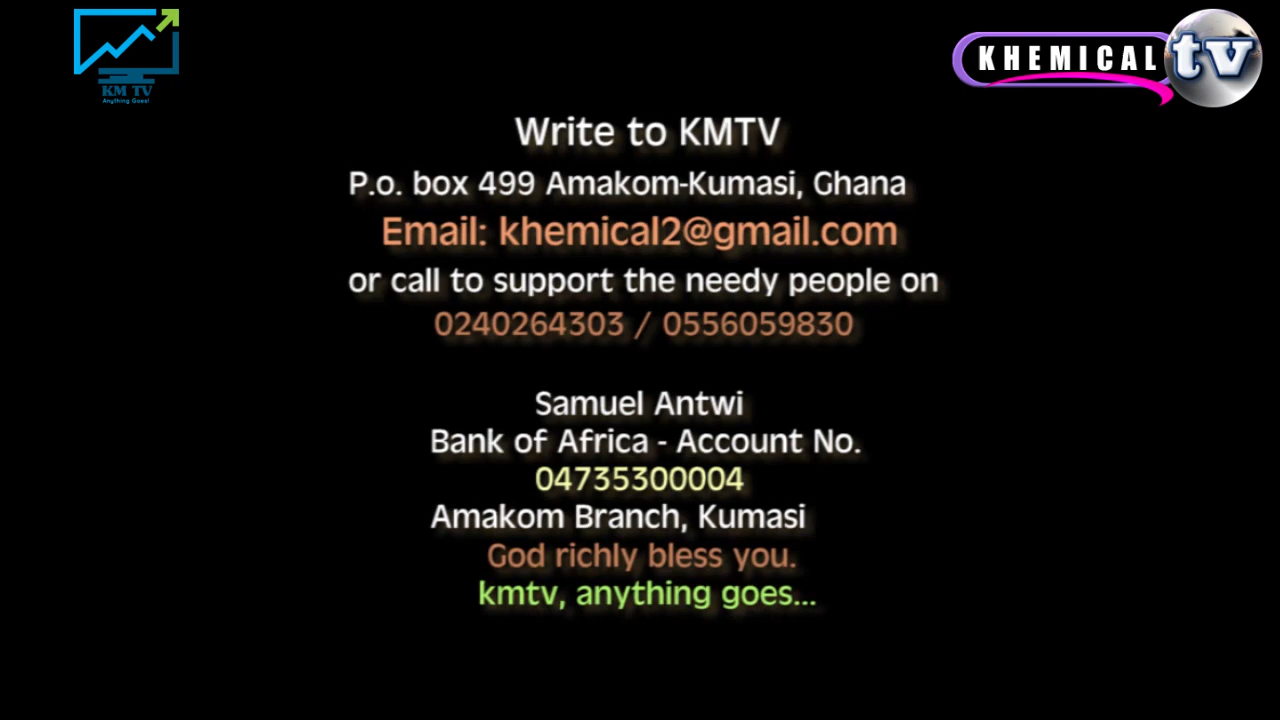 KM TV
Anything Goes!
KHEMICAL tv
Write to KMTV
P.o. box 499 Amakom-Kumasi, Ghana
Email: khemical2@gmail.com
or call to support the needy people on
0240264303 / 0556059830
Samuel Antwi
Bank of Africa - Account No.
04735300004
Amakom Branch, Kumasi
God richly bless you.
kmtv, anything goes...